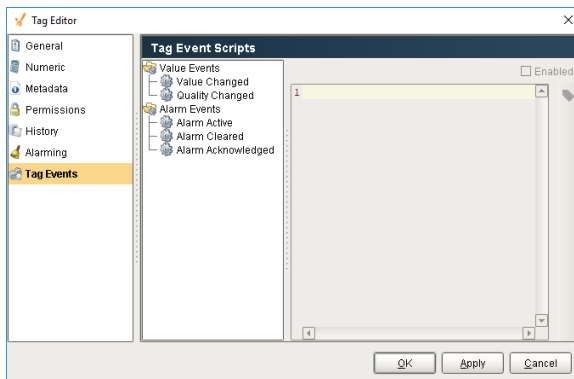 Tag Editor
General
Numeric
Metadata
Permissions
History
Alarming
Tag Events
Tag Event Scripts
Value Events
Value Changed
Quality Changed
Alarm Events
Alarm Active
Alarm Cleared
Alarm Acknowledged
Enabled
1
OK
Apply
Cancel